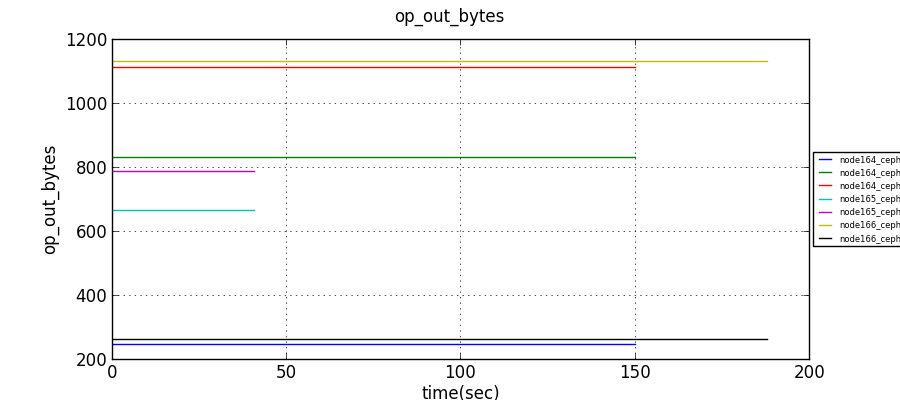 op_out_bytes
1200
1000
800
600
400
200
op_out_bytes
0 50 100 150 200
time(sec)
node164_ceph
node164_ceph
node164_ceph
node165_ceph
node165_ceph
node166_ceph
node166_ceph